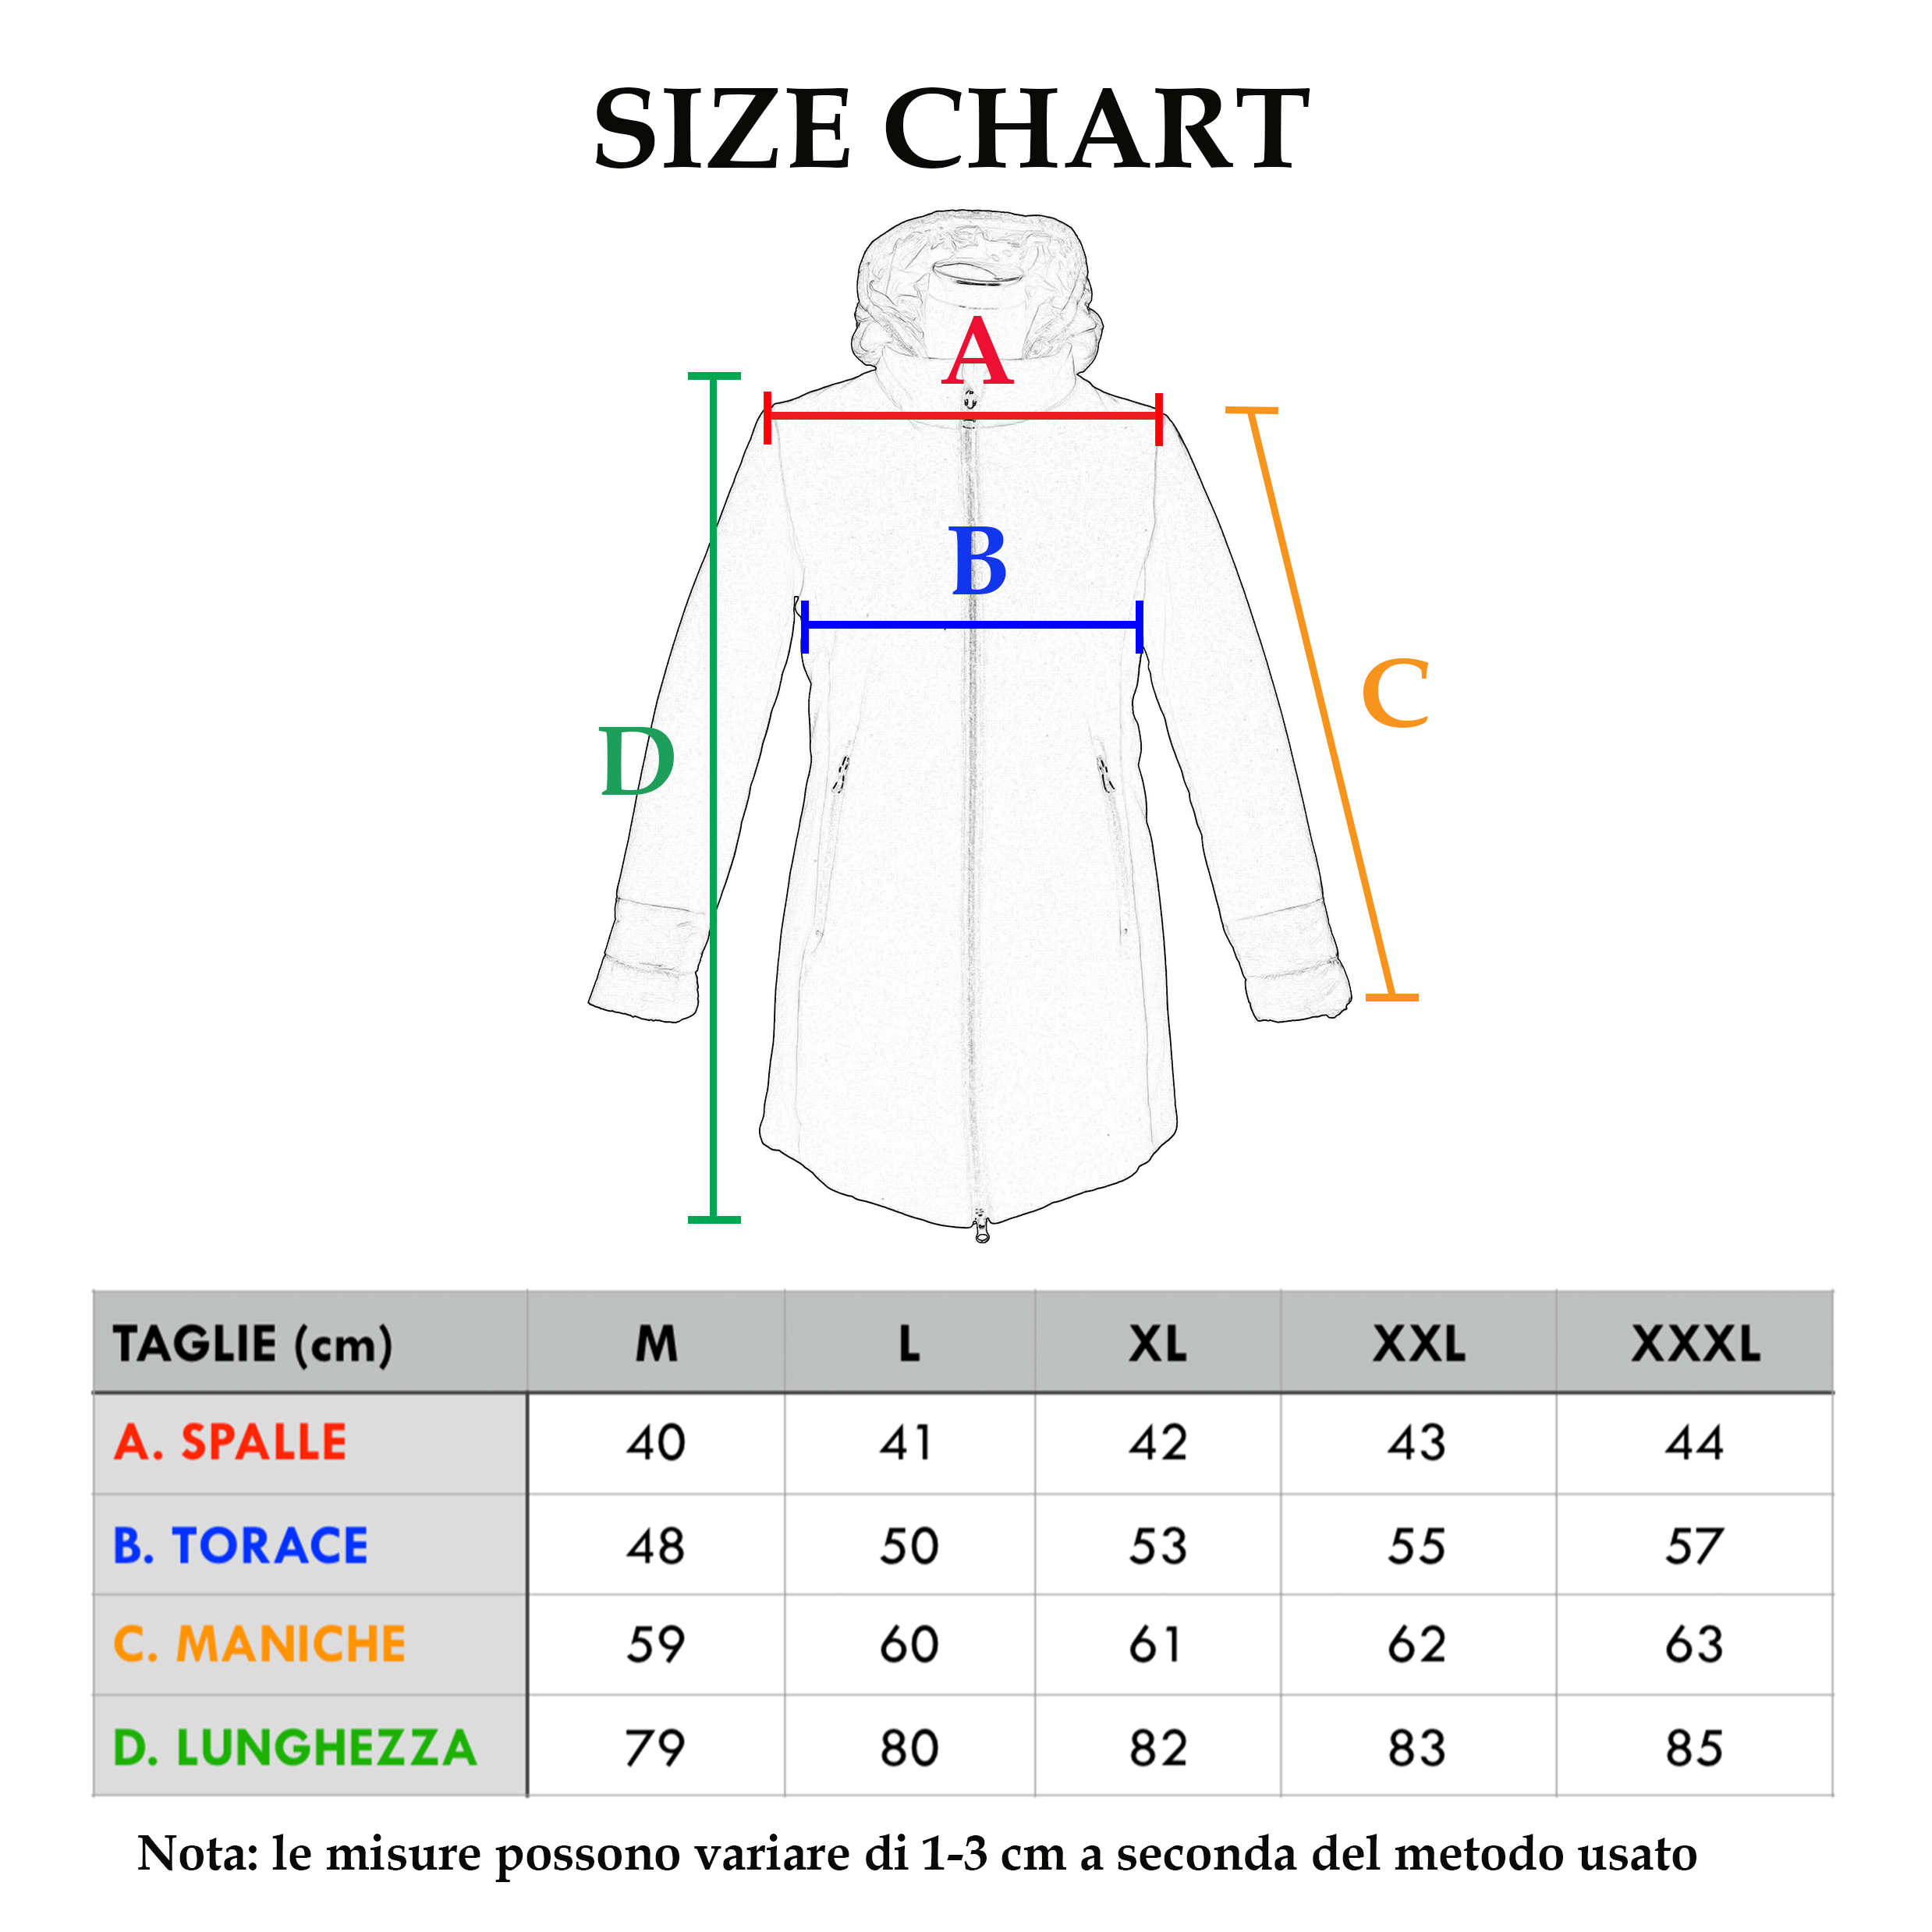 SIZE CHART
A
B
C
D
TAGLIE (cm) M L XL XXL XXXL
A. SPALLE 40 41 42 43 44
B. TORACE 48 50 53 55 57
C. MANICHE 59 60 61 62 63
D. LUNGHEZZA 79 80 82 83 85
Nota: le misure possono variare di 1-3 cm a seconda del metodo usato